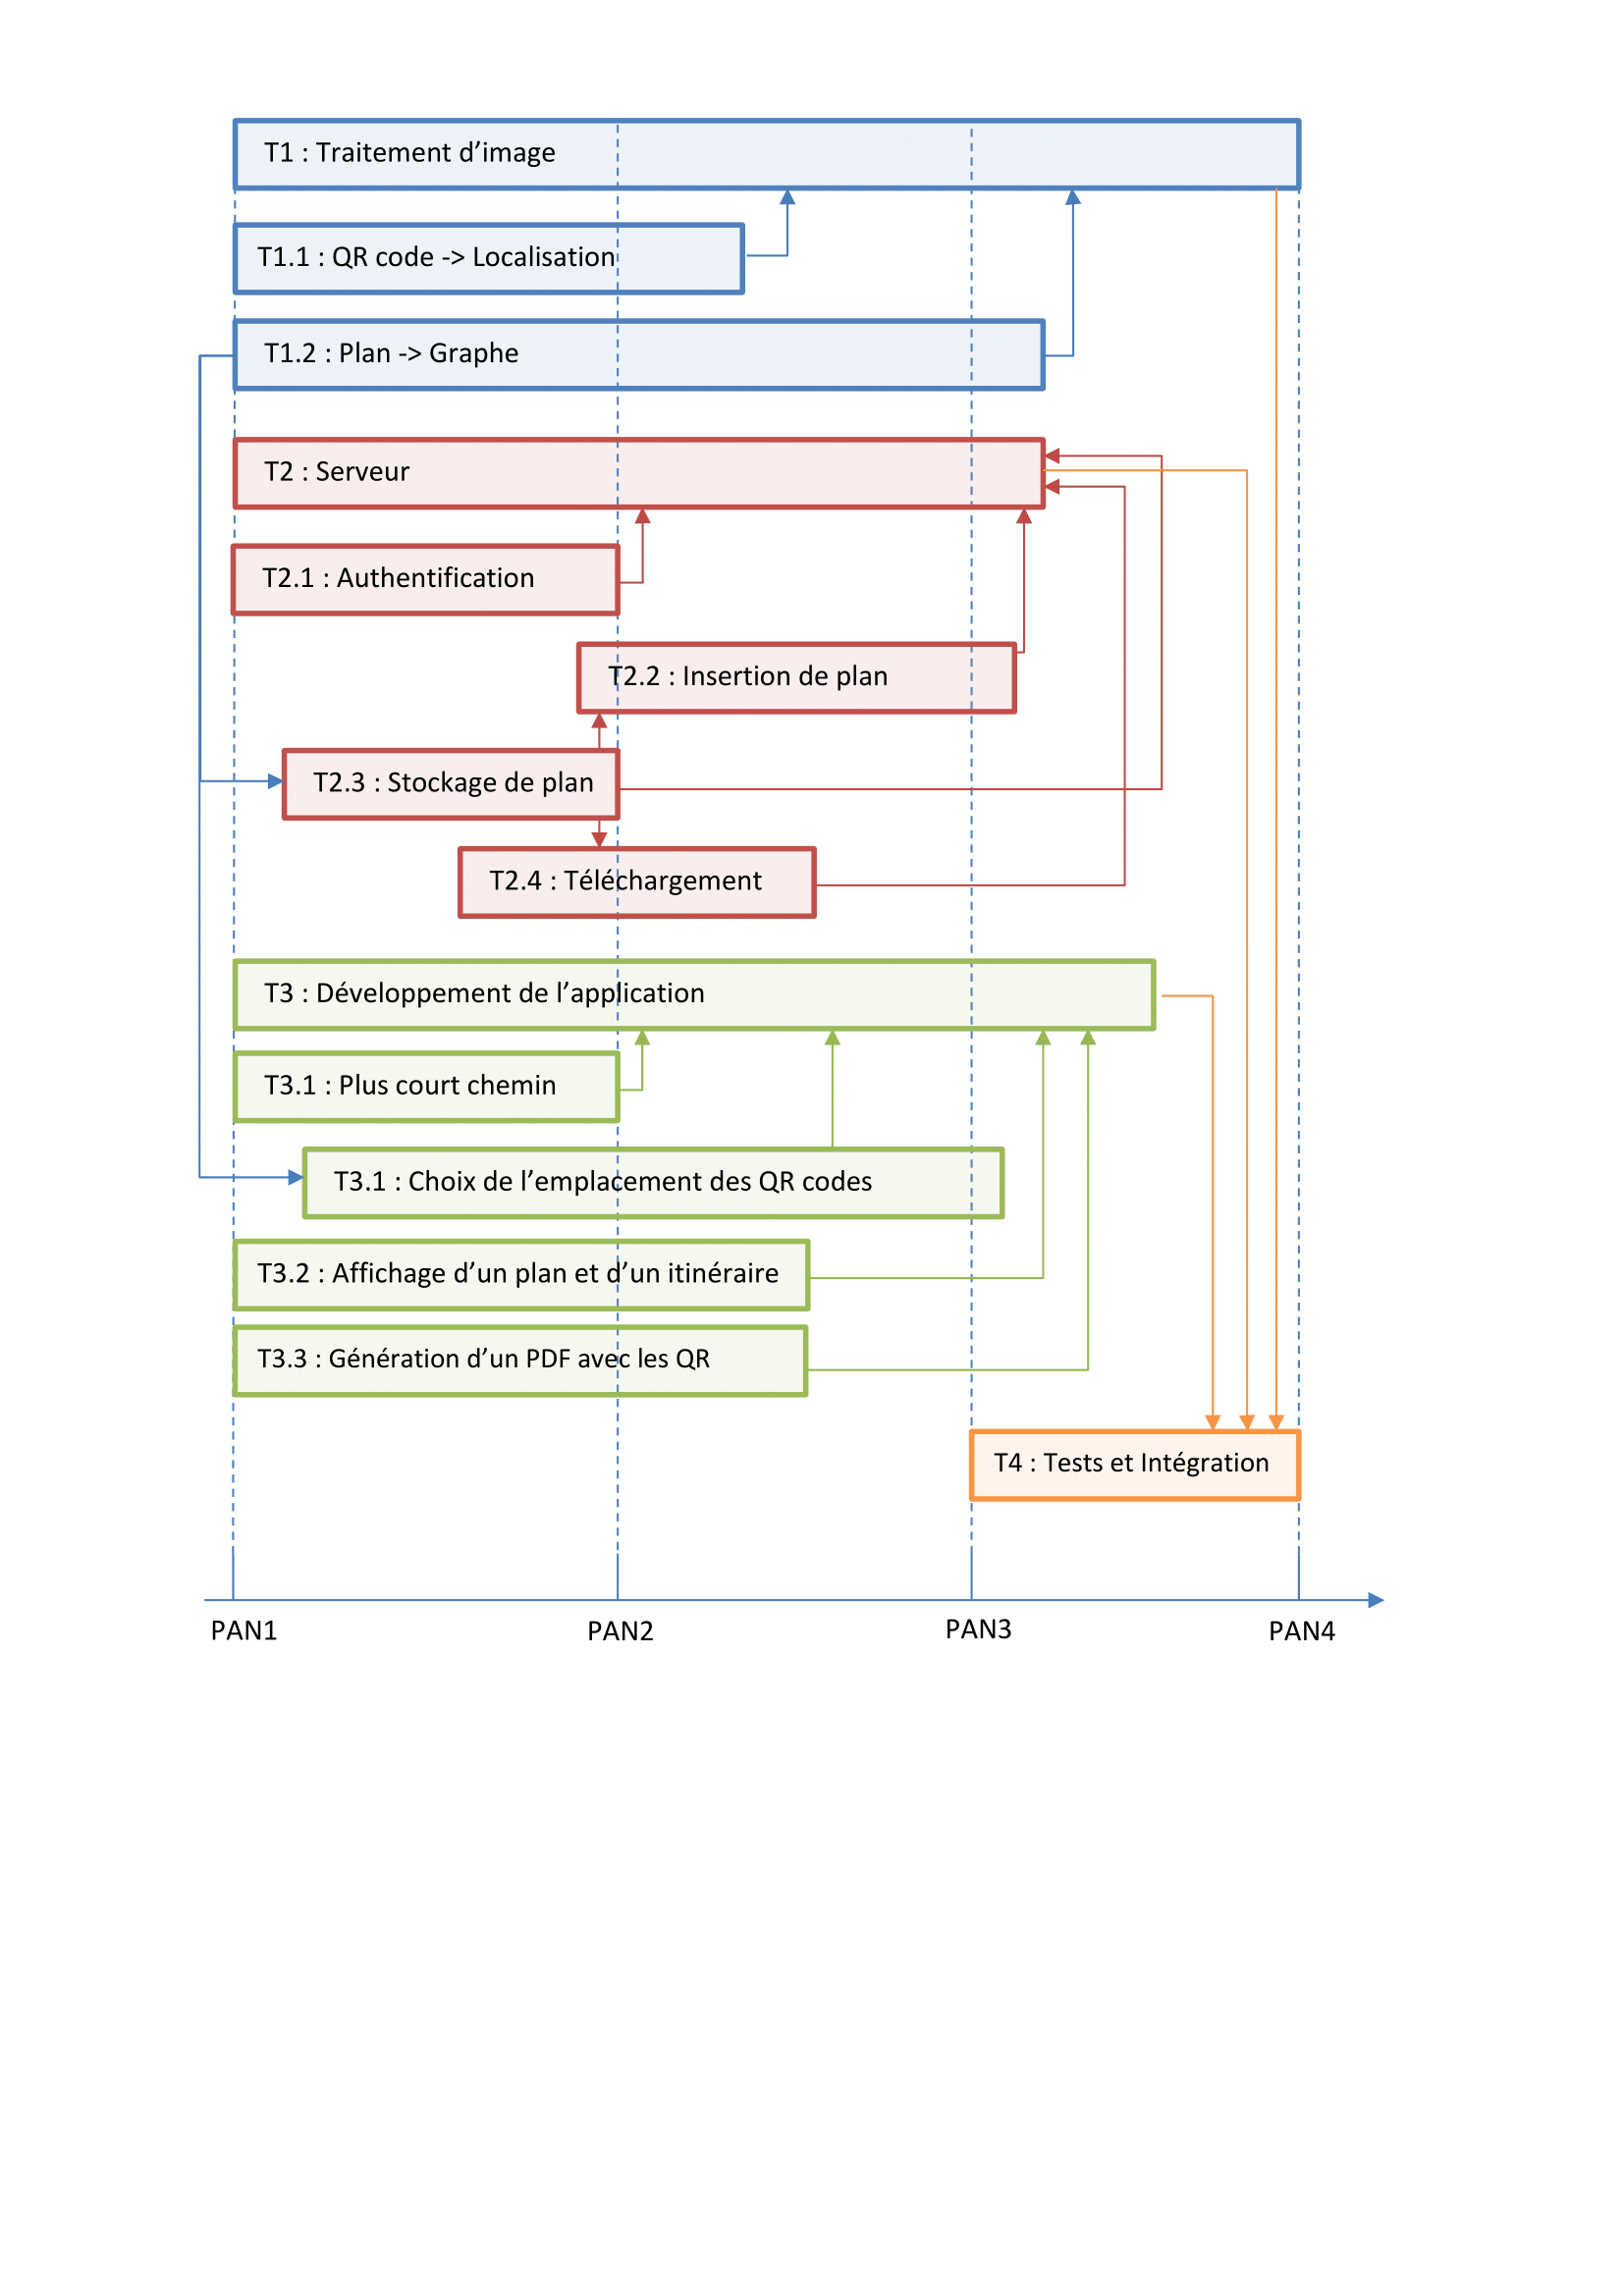 T1 : Traitement d’image
T1.1 : QR code -> Localisation
T1.2 : Plan -> Graphe
T2 : Serveur
T2.1 : Authentification
T2.2 : Insertion de plan
T2.3 : Stockage de plan
T2.4 : Téléchargement
T3 : Développement de l’application
T3.1 : Plus court chemin
T3.1 : Choix de l’emplacement des QR codes
T3.2 : Affichage d’un plan et d’un itinéraire
T3.3 : Génération d’un PDF avec les QR
T4 : Tests et Intégration
PAN1 PAN2 PAN3 PAN4